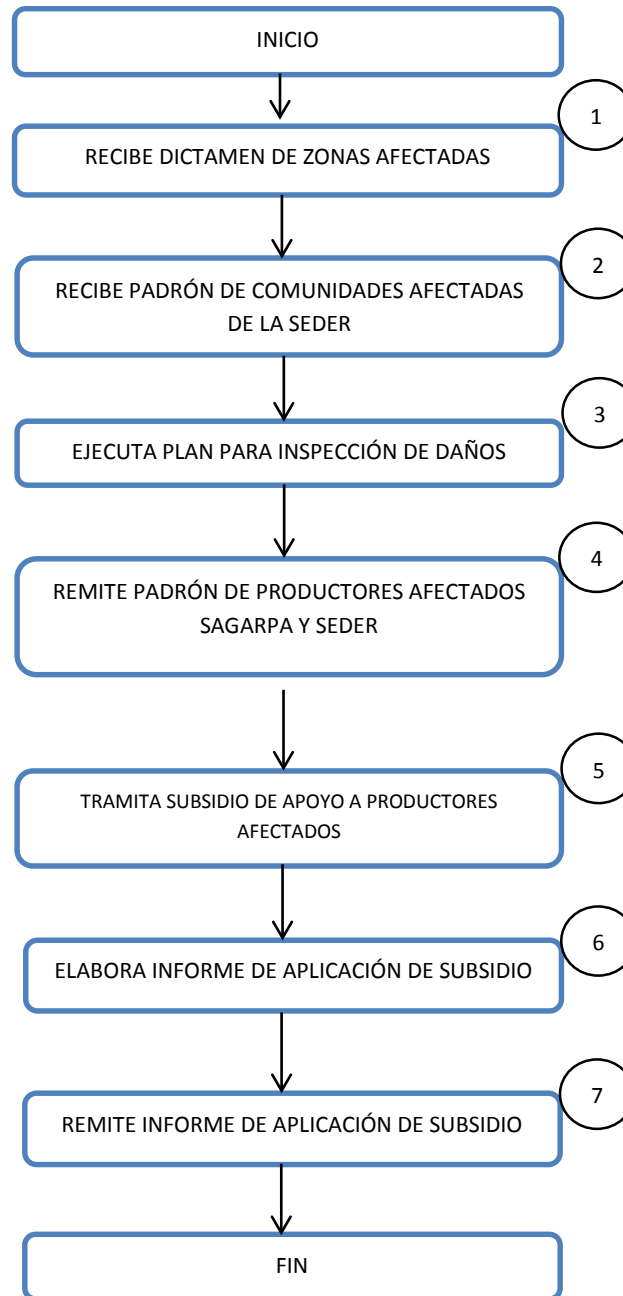 INICIO
1
RECIBE DICTAMEN DE ZONAS AFECTADAS
2
RECIBE PADRÓN DE COMUNIDADES AFECTADAS
DE LA SEDER
3
EJECUTA PLAN PARA INSPECCIÓN DE DAÑOS
4
REMITE PADRÓN DE PRODUCTORES AFECTADOS
SAGARPA Y SEDER
5
TRAMITA SUBSIDIO DE APOYO A PRODUCTORES
AFECTADOS
6
ELABORA INFORME DE APLICACIÓN DE SUBSIDIO
7
REMITE INFORME DE APLICACIÓN DE SUBSIDIO
FIN